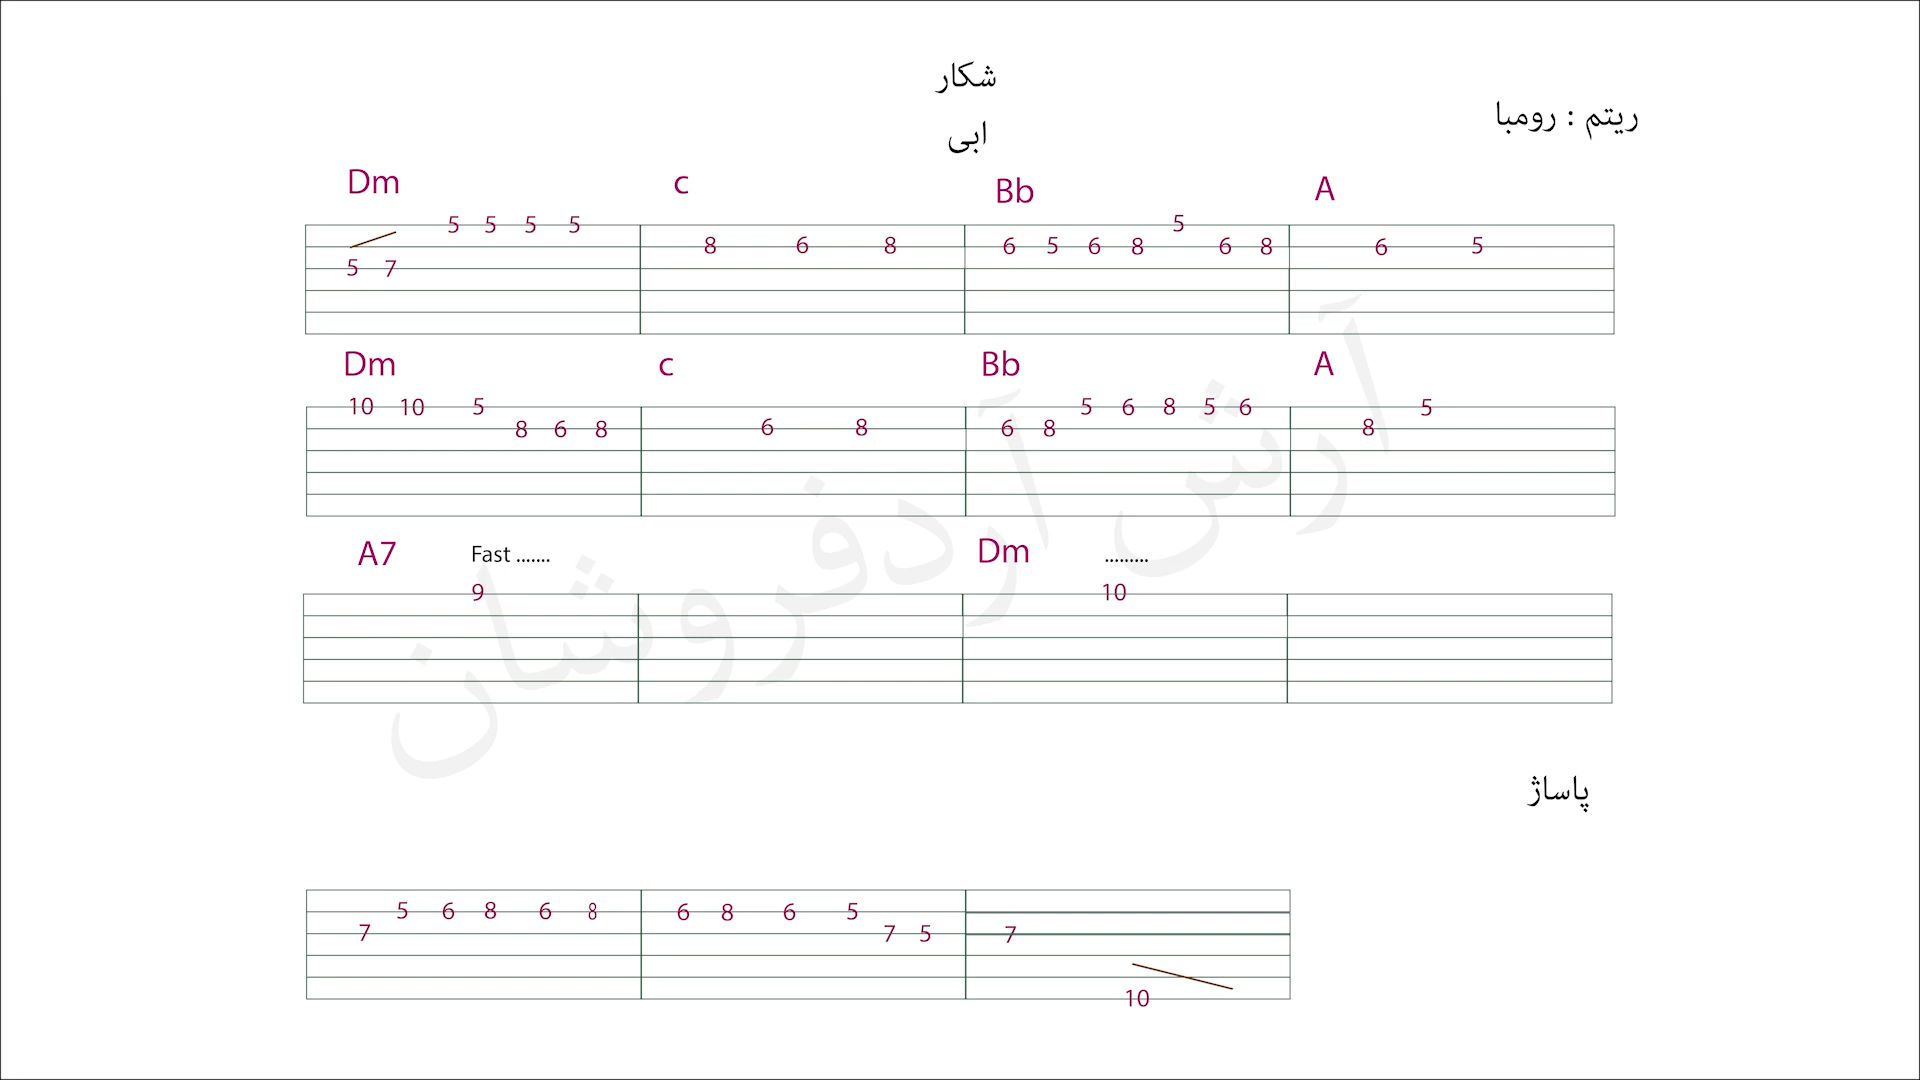 شکار
ریتم : رومبا
ابی
Dm c Bb A
5 5 5 5 5
8 6 8 6 5 6 8 6 8 6 5
5 7
Dm c Bb A
10 10 5 5 6 8 5 6 5
8 6 8 6 8 6 8 8
A7 Fast ....... Dm .........
9 10
پاساژ
5 6 8 6 8 6 8 6 5
7 7 5 7
10
آرش آردفروشان